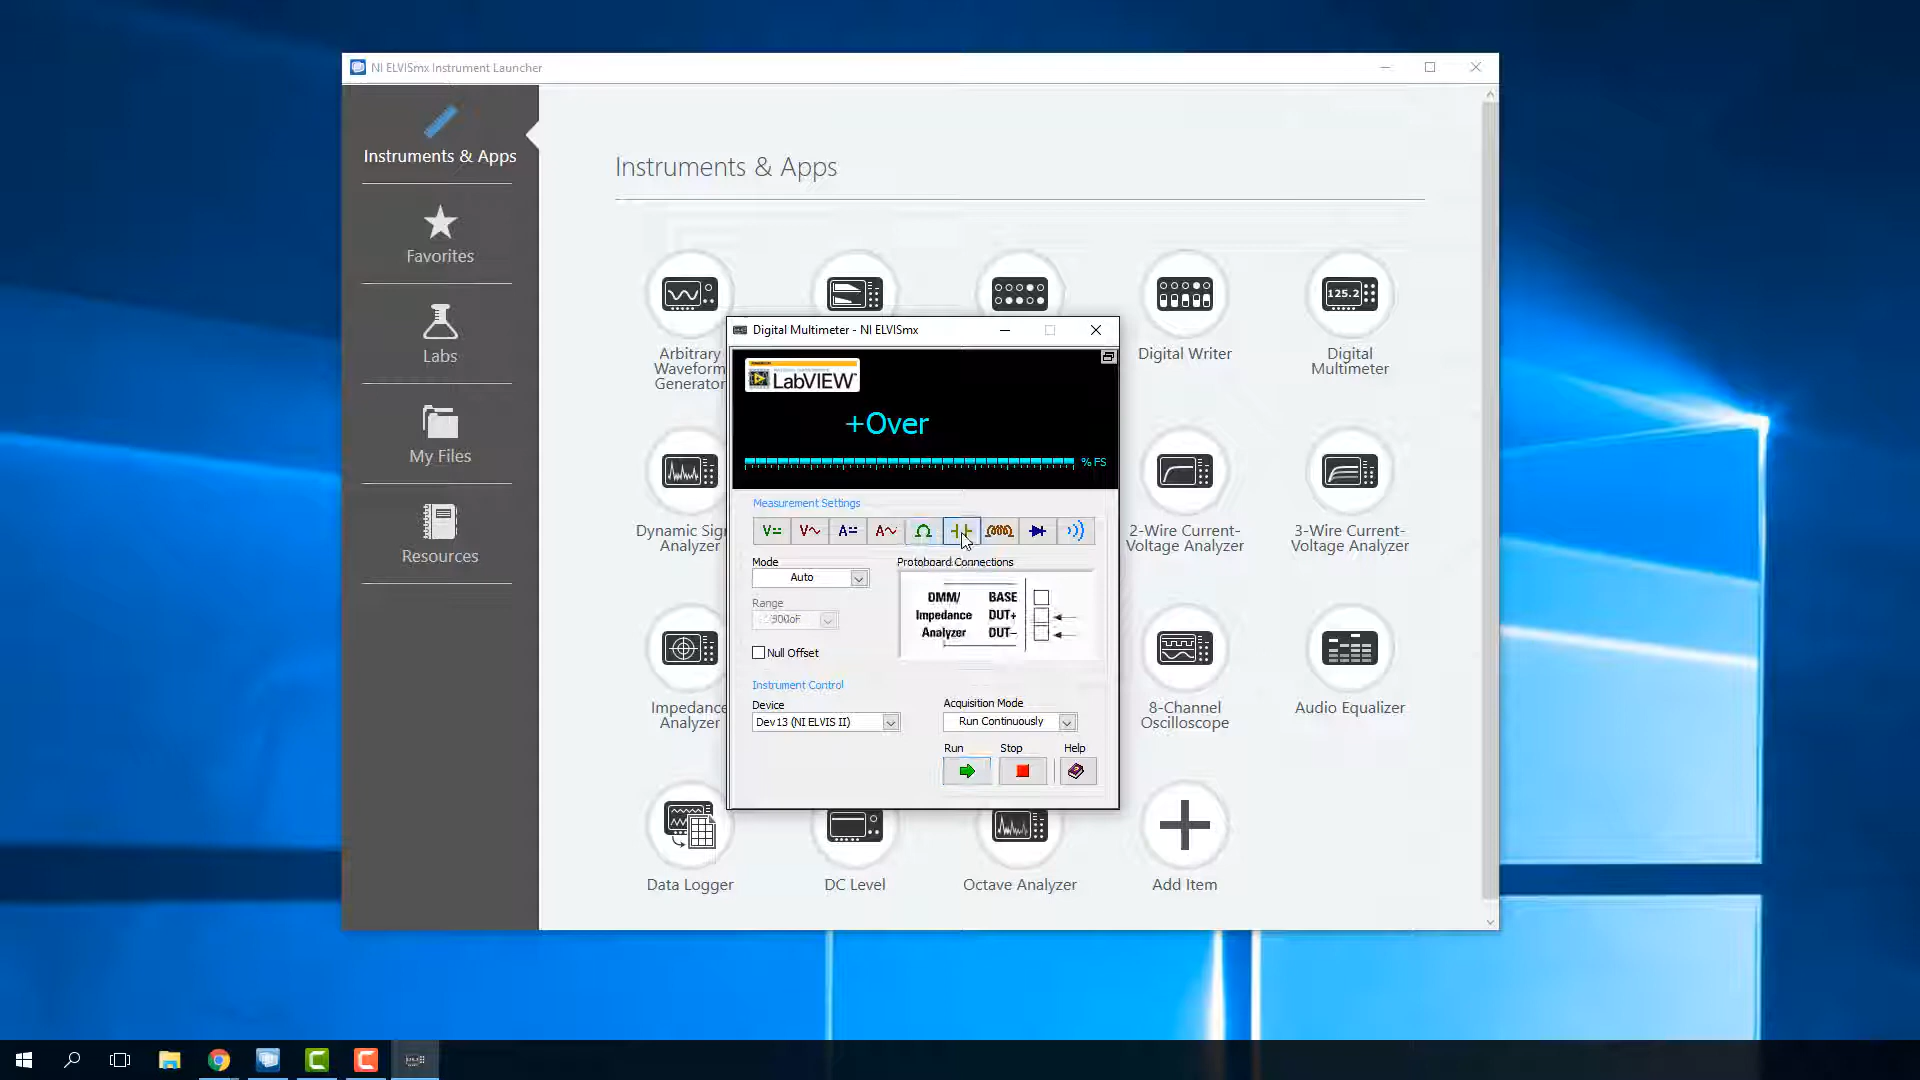 NI ELVISmx Instrument Launcher
Instruments & Apps
Favorites
Labs
My Files
Resources
Instruments & Apps
Arbitrary
Waveform
Generator
Digital Writer
125.2
Digital
Multimeter
Dynamic Sig
Analyzer
2-Wire Current-
Voltage Analyzer
3-Wire Current-
Voltage Analyzer
Impedance
Analyzer
8-Channel
Oscilloscope
Audio Equalizer
Data Logger
DC Level
Octave Analyzer
Add Item
Digital Multimeter - NI ELVISmx
LabVIEW
+Over
% FS
Measurement Settings
V
V
A
A
Ω
Mode
Auto
Protoboard Connections
Range
DMM/ BASE
Impedance DUT+
Analyzer DUT-
Null Offset
Instrument Control
Device
Dev13 (NI ELVIS II)
Acquisition Mode
Run Continuously
Run
Stop
Help